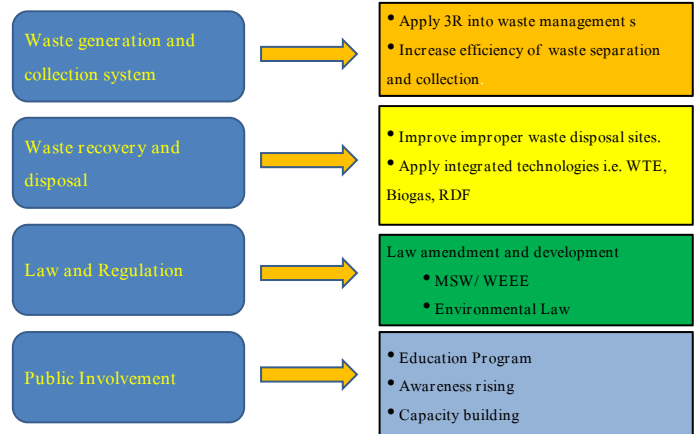 Waste generation and
collection system
• Apply 3R into waste management s
• Increase efficiency of waste separation
and collection
Waste recovery and
disposal
• Improve improper waste disposal sites.
• Apply integrated technologies i.e. WTE,
Biogas, RDF
Law and Regulation
Law amendment and development
• MSW/ WEEE
• Environmental Law
Public Involvement
• Education Program
• Awareness rising
• Capacity building